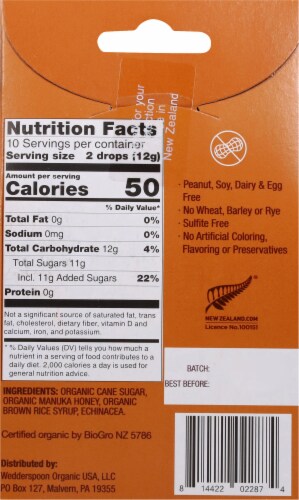 for your
ction
e in
New Zealand
Nutrition Facts
10 Servings per container
Serving size 2 drops (12g)
Amount per serving
Calories 50
% Daily Value*
Total Fat 0g 0%
Sodium 0mg 0%
Total Carbohydrate 12g 4%
Total Sugars 11g
Incl. 11g Added Sugars 22%
Protein 0g
Not a significant source of saturated fat, trans
fat, cholesterol, dietary fiber, vitamin D and
calcium, iron, and potassium.
* % Daily Values (DV) tells you how much a
nutrient in a serving of food contributes to a
daily diet. 2,000 calories a day is used for
general nutrition advice.
INGREDIENTS: ORGANIC CANE SUGAR,
ORGANIC MANUKA HONEY, ORGANIC
BROWN RICE SYRUP, ECHINACEA.
Certified organic by BioGro NZ 5786
Distributed by:
Wedderspoon Organic USA, LLC
PO Box 127, Malvern, PA 19355
· Peanut, Soy, Dairy & Egg
Free
· No Wheat, Barley or Rye
· Sulfite Free
· No Artificial Coloring,
Flavoring or Preservatives
NEW ZEALAND.COM
Licence No.100151
BATCH:
BEST BEFORE:
8 14422 02287 4